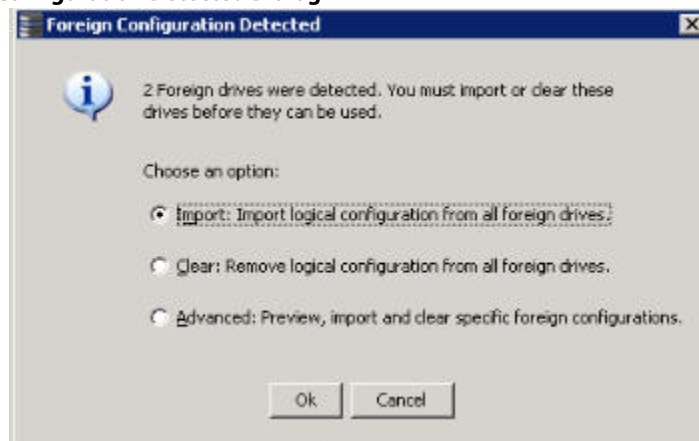 Foreign Configuration Detected
2 Foreign drives were detected. You must import or clear these
drives before they can be used.
Choose an option:
Import: Import logical configuration from all foreign drives.
Clear: Remove logical configuration from all foreign drives.
Advanced: Preview, import and clear specific foreign configurations.
Ok Cancel